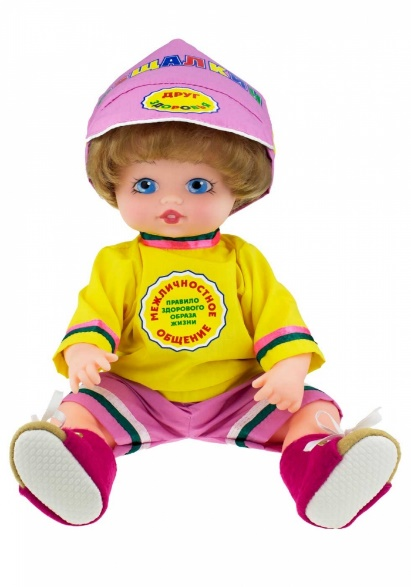 ДРУГ
ЗДОРОВЬЯ
МЕЖЛИЧНОСТНОЕ
ПРАВИЛО
ЗДОРОВОГО
ОБРАЗА
ЖИЗНИ
ОБЩЕНИЕ